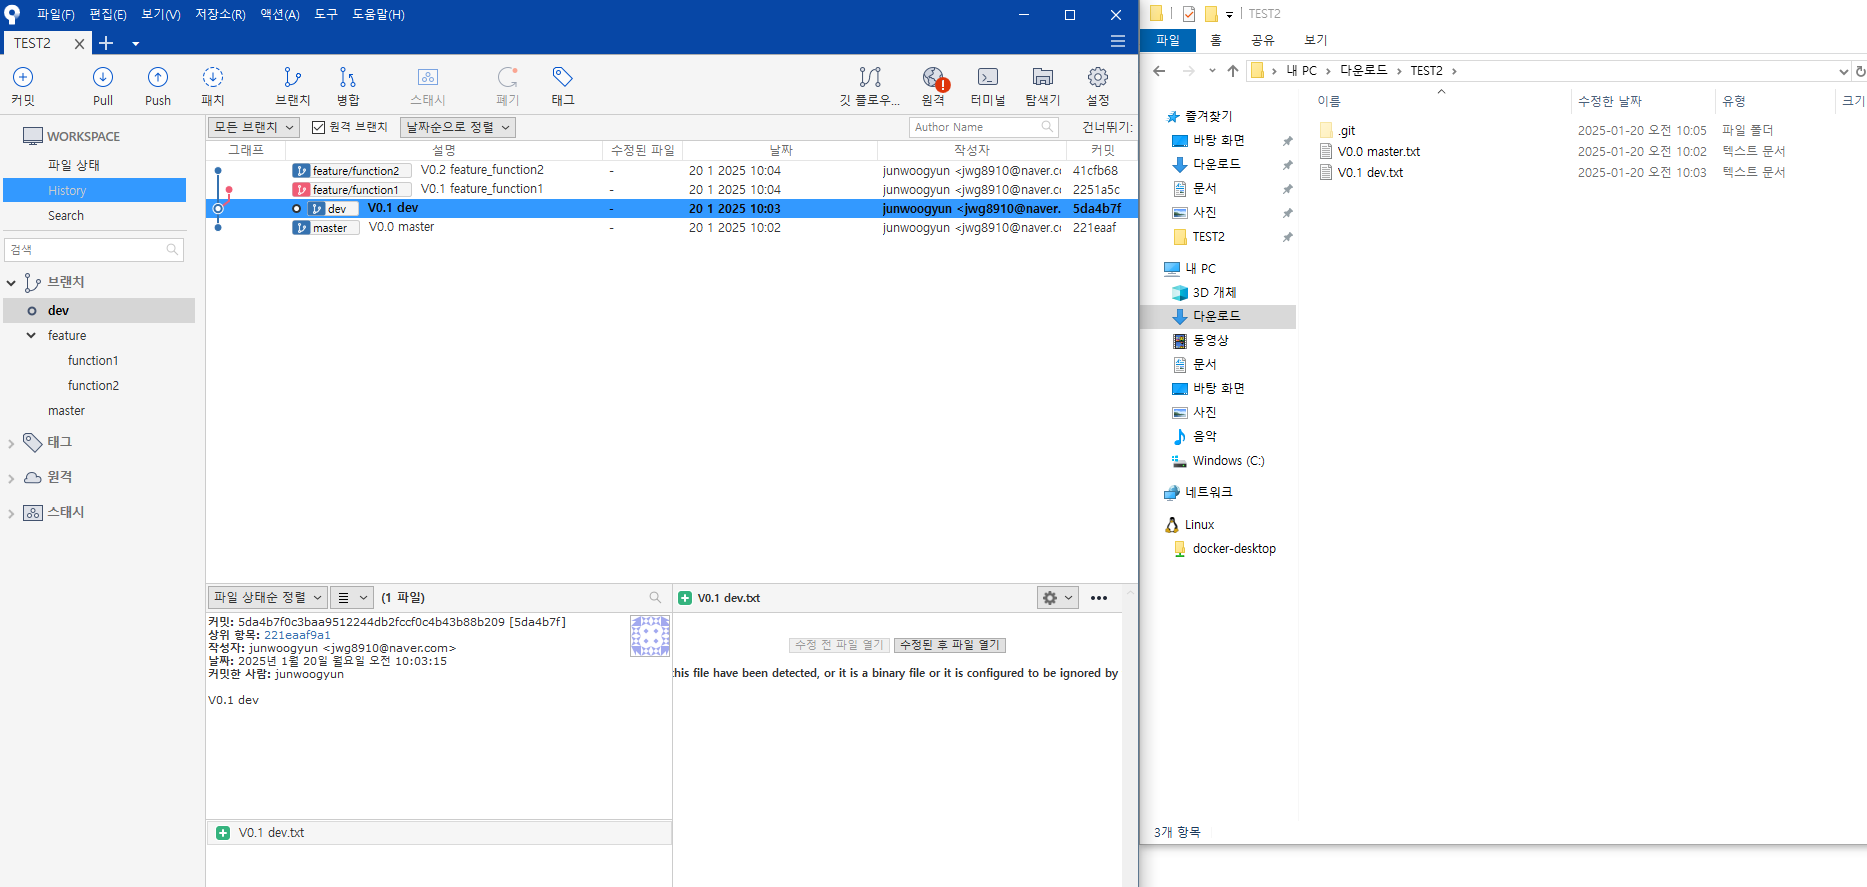 파일(F) 편집(E) 보기(V) 저장소(R) 액션(A) 도구 도움말(H)
TEST2
커밋 Pull Push 패치 브랜치 병합 스태시 폐기 태그 깃 플로우... 원격 터미널 탐색기 설정
WORKSPACE
파일 상태
History
Search
검색
브랜치
dev
feature
function1
function2
master
태그
원격
스태시
모든 브랜치 원격 브랜치 날짜순으로 정렬 Author Name 건너뛰기:
그래프 설명 수정된 파일 날짜 작성자 커밋
feature/function2 V0.2 feature_function2 - 20 1 2025 10:04 junwoogyun <jwg8910@naver.cc 41cfb68
feature/function1 V0.1 feature_function1 - 20 1 2025 10:04 junwoogyun <jwg8910@naver.cc 2251a5c
dev V0.1 dev - 20 1 2025 10:03 junwoogyun <jwg8910@naver. 5da4b7f
master V0.0 master - 20 1 2025 10:02 junwoogyun <jwg8910@naver.cc 221eaaf
파일 상태순 정렬 (1 파일)
커밋: 5da4b7f0c3baa9512244db2fccf0c4b43b88b209 [5da4b7f]
상위 항목: 221eaaf9a1
작성자: junwoogyun <jwg8910@naver.com>
날짜: 2025년 1월 20일 월요일 오전 10:03:15
커밋한 사람: junwoogyun
V0.1 dev
V0.1 dev.txt
V0.1 dev.txt
수정 전 파일 열기 수정된 후 파일 열기
this file have been detected, or it is a binary file or it is configured to be ignored by
TEST2
파일 홈 공유 보기
내 PC 다운로드 TEST2
즐겨찾기
바탕 화면
다운로드
문서
사진
TEST2
내 PC
3D 개체
다운로드
동영상
문서
바탕 화면
사진
음악
Windows (C:)
네트워크
Linux
docker-desktop
이름 수정한 날짜 유형 크기
.git 2025-01-20 오전 10:05 파일 폴더
V0.0 master.txt 2025-01-20 오전 10:02 텍스트 문서
V0.1 dev.txt 2025-01-20 오전 10:03 텍스트 문서
3개 항목